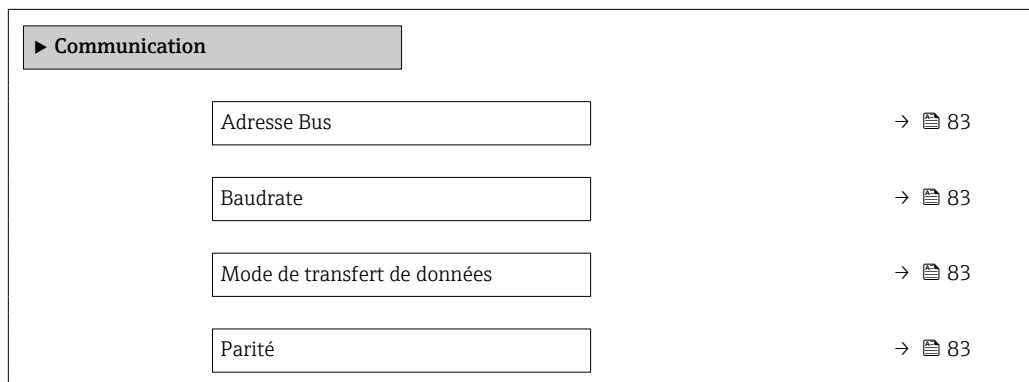 ▶ Communication
Adresse Bus → 83
Baudrate → 83
Mode de transfert de données → 83
Parité → 83